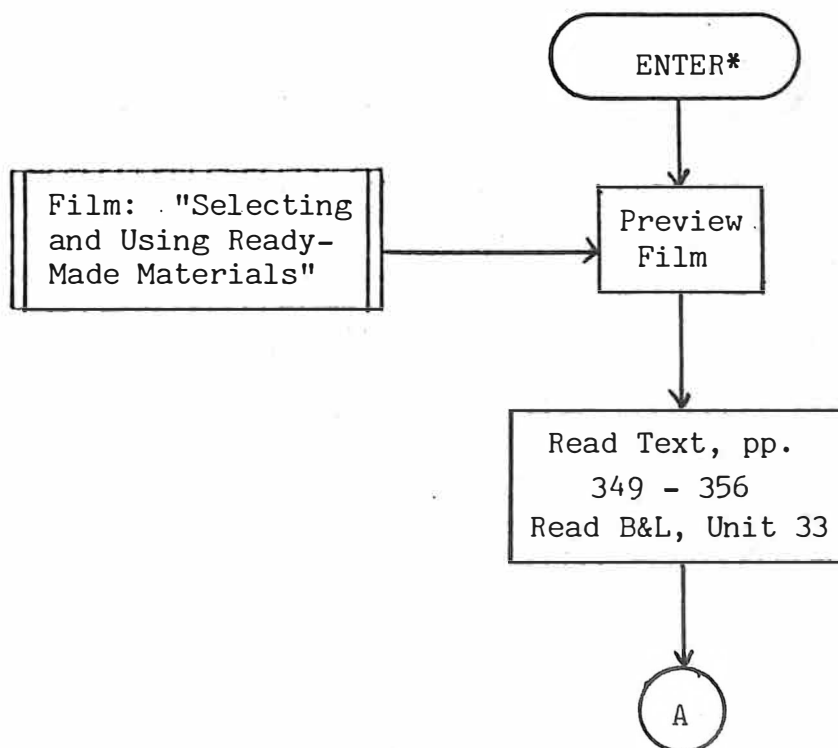 ENTER*
Film: "Selecting
and Using Ready-
Made Materials"
Preview
Film
Read Text, pp.
349 - 356
Read B&L, Unit 33
A